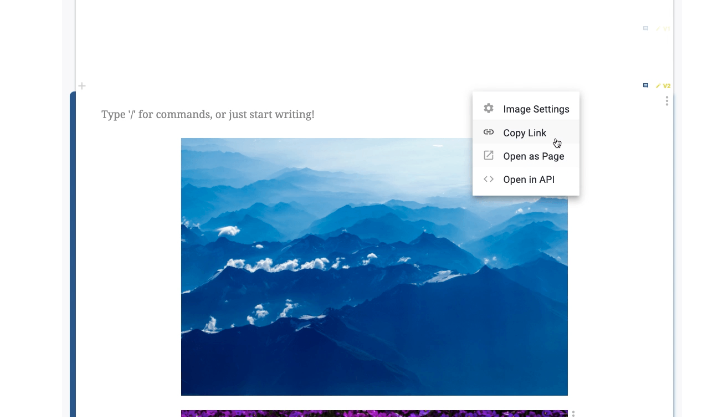 V3
Type '/' for commands, or just start writing!
Image Settings
Copy Link
Open as Page
Open in API